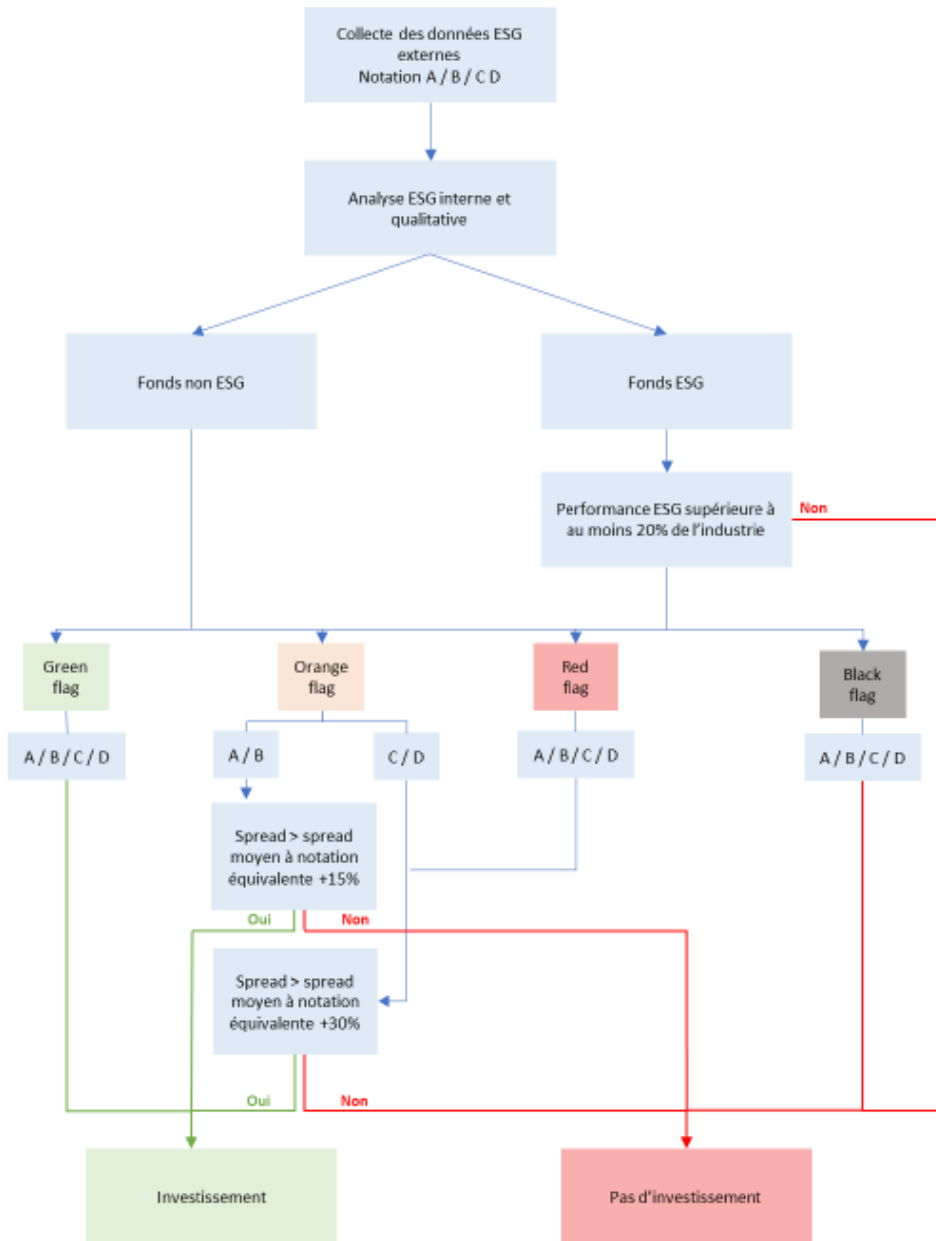 Collecte des données ESG
externes
Notation A / B / C D
Analyse ESG interne et
qualitative
Fonds non ESG
Fonds ESG
Performance ESG supérieure à
au moins 20% de l'industrie
Non
Green
flag
Orange
flag
Red
flag
Black
flag
A / B / C / D
A / B
C / D
A / B / C / D
A / B / C / D
Spread > spread
moyen à notation
équivalente +15%
Oui
Non
Spread > spread
moyen à notation
équivalente +30%
Oui
Non
Investissement
Pas d'investissement